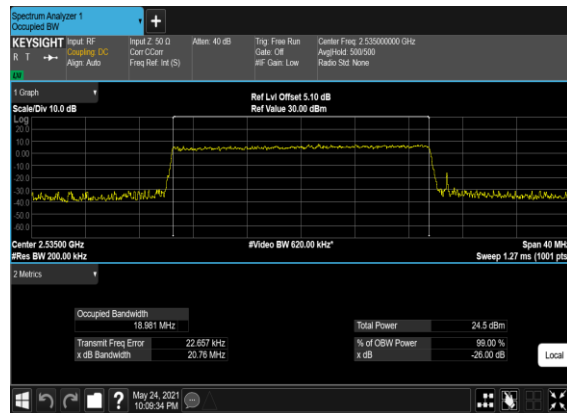 Spectrum Analyzer 1
Occupied BW
+
KEYSIGHT Input: RF Input Z: 50 Ω Atten: 40 dB Trig: Free Run Center Freq: 2.535000000 GHz
R T Coupling: DC Corr CCorr Gate: Off Avg|Hold: 500/500
Align: Auto Freq Ref: Int (S) #IF Gain: Low Radio Std: None
1 Graph
Ref Lvl Offset 5.10 dB
Scale/Div 10.0 dB Ref Value 30.00 dBm
Log
20.0
10.0
0.00
-10.0
-20.0
-30.0
-40.0
-50.0
-60.0
Center 2.53500 GHz #Video BW 620.00 kHz* Span 40 MHz
#Res BW 200.00 kHz Sweep 1.27 ms (1001 pts
2 Metrics
Occupied Bandwidth
18.981 MHz Total Power 24.5 dBm
Transmit Freq Error 22.657 kHz % of OBW Power 99.00 %
x dB Bandwidth 20.76 MHz x dB -26.00 dB
Local
?
May 24, 2021
10:09:34 PM